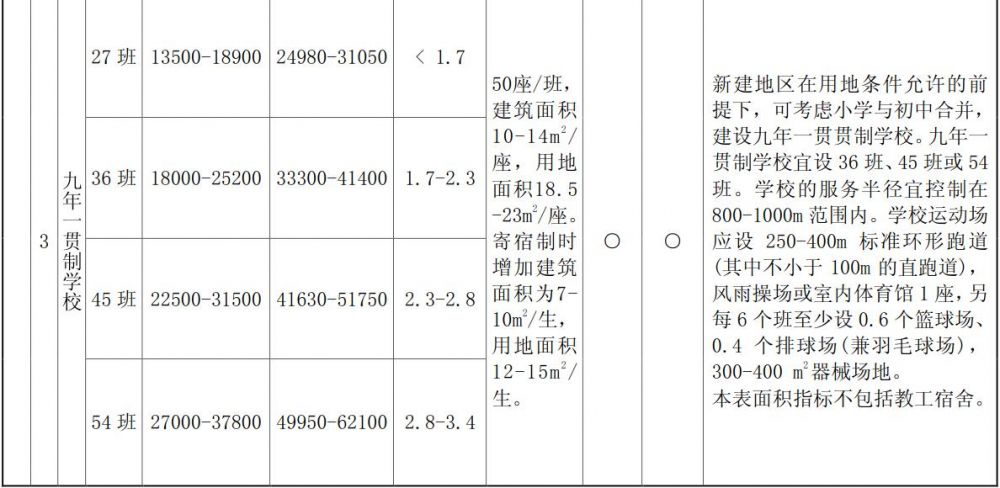 3
九年一贯制学校
27 班 13500-18900 24980-31050 < 1.7
36 班 18000-25200 33300-41400 1.7-2.3
45 班 22500-31500 41630-51750 2.3-2.8
54 班 27000-37800 49950-62100 2.8-3.4
50座/班，
建筑面积
10-14m²/
座，用地
面积18.5
-23m²/座。
寄宿制时
增加建筑
面积为7-
10m²/生，
用地面积
12-15m²/
生。
○ ○
新建地区在用地条件允许的前
提下，可考虑小学与初中合并，
建设九年一贯贯制学校。九年一
贯制学校宜设 36 班、45 班或 54
班。学校的服务半径宜控制在
800-1000m 范围内。学校运动场
应设 250-400m 标准环形跑道
(其中不小于 100m 的直跑道)，
风雨操场或室内体育馆 1 座，另
每 6 个班至少设 0.6 个篮球场、
0.4 个排球场(兼羽毛球场)，
300-400 m²器械场地。
本表面积指标不包括教工宿舍。